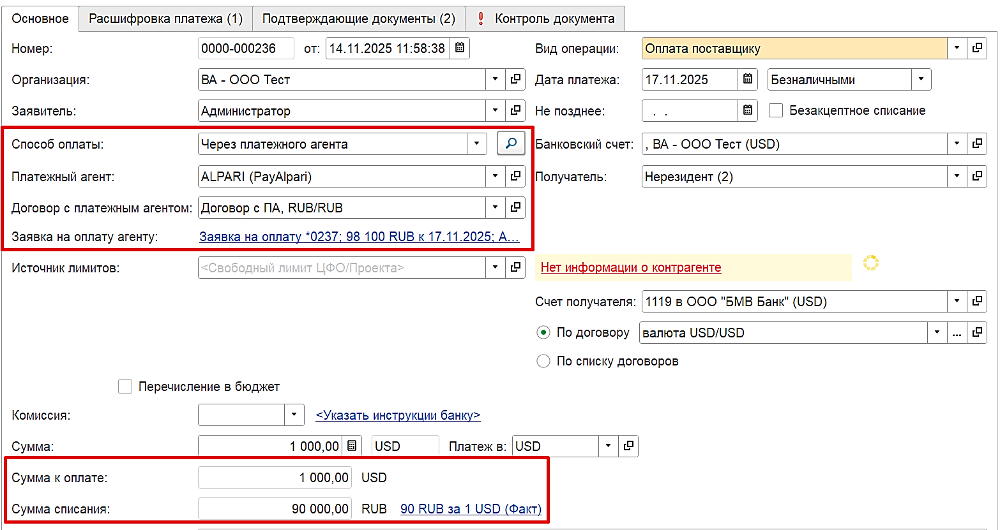 Основное Расшифровка платежа (1) Подтверждающие документы (2) Контроль документа
Номер: 0000-000236 от: 14.11.2025 11:58:38 Вид операции: Оплата поставщику
Организация: ВА - ООО Тест Дата платежа: 17.11.2025 Безналичными
Заявитель: Администратор Не позднее: . . Безакцептное списание
Способ оплаты: Через платежного агента Банковский счет: , ВА - ООО Тест (USD)
Платежный агент: ALPARI (PayAlpari) Получатель: Нерезидент (2)
Договор с платежным агентом: Договор с ПА, RUB/RUB
Заявка на оплату агенту: Заявка на оплату *0237; 98 100 RUB к 17.11.2025; А...
Источник лимитов: <Свободный лимит ЦФО/Проекта> Нет информации о контрагенте
Счет получателя: 1119 в ООО "БМВ Банк" (USD)
По договору валюта USD/USD ...
По списку договоров
Перечисление в бюджет
Комиссия: <Указать инструкции банку>
Сумма: 1 000,00 USD Платеж в: USD
Сумма к оплате: 1 000,00 USD
Сумма списания: 90 000,00 RUB 90 RUB за 1 USD (Факт)